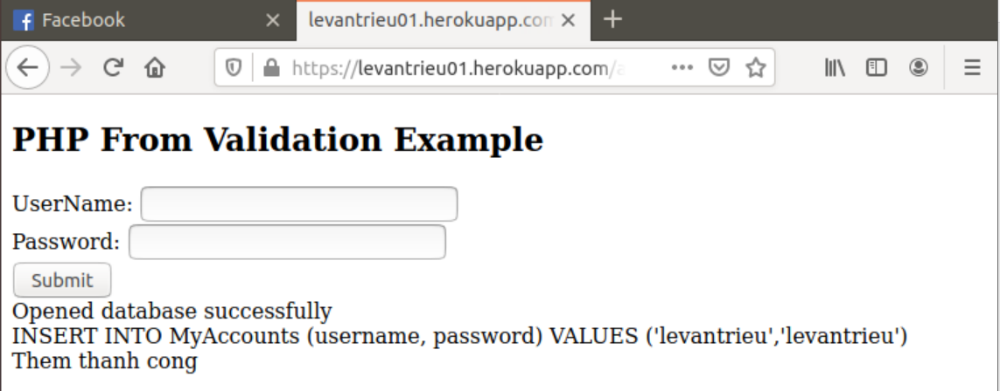 Facebook
levantrieu01.herokuapp.com
https://levantrieu01.herokuapp.com/
PHP From Validation Example
UserName:
Password:
Submit
Opened database successfully
INSERT INTO MyAccounts (username, password) VALUES ('levantrieu','levantrieu')
Them thanh cong